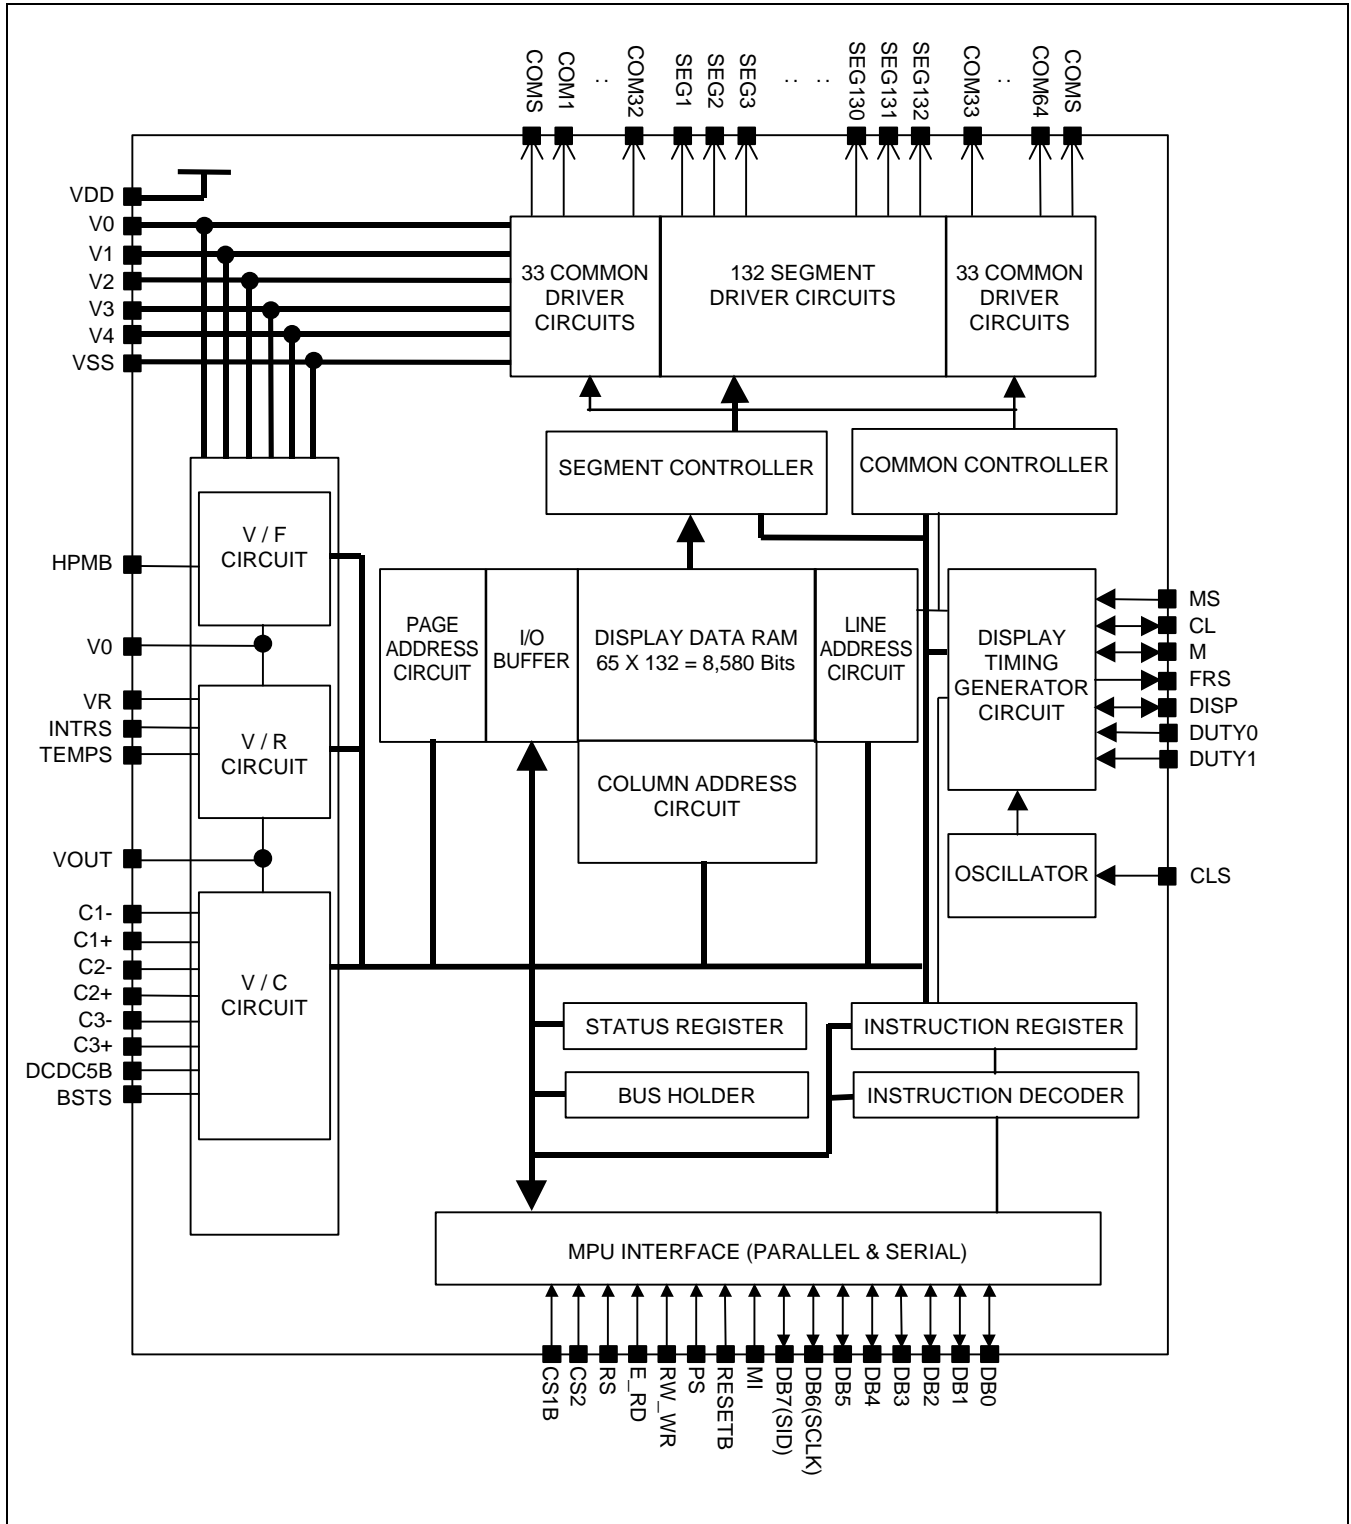 COMS
COM1
: :
COM32
SEG1
SEG2
SEG3
: :
: :
SEG130
SEG131
SEG132
COM33
: :
COM64
COMS
VDD
V0
V1
V2
V3
V4
VSS
33 COMMON
DRIVER
CIRCUITS
132 SEGMENT
DRIVER CIRCUITS
33 COMMON
DRIVER
CIRCUITS
SEGMENT CONTROLLER
COMMON CONTROLLER
V / F
CIRCUIT
HPMB
V0
VR
INTRS
TEMPS
V / R
CIRCUIT
VOUT
C1-
C1+
C2-
C2+
C3-
C3+
DCDC5B
BSTS
V / C
CIRCUIT
PAGE
ADDRESS
CIRCUIT
I/O
BUFFER
DISPLAY DATA RAM
65 X 132 = 8,580 Bits
LINE
ADDRESS
CIRCUIT
COLUMN ADDRESS
CIRCUIT
DISPLAY
TIMING
GENERATOR
CIRCUIT
MS
CL
M
FRS
DISP
DUTY0
DUTY1
OSCILLATOR
CLS
STATUS REGISTER
INSTRUCTION REGISTER
BUS HOLDER
INSTRUCTION DECODER
MPU INTERFACE (PARALLEL & SERIAL)
CS1B
CS2
RS
E_RD
RW_WR
PS
RESETB
MI
DB7(SID)
DB6(SCLK)
DB5
DB4
DB3
DB2
DB1
DB0